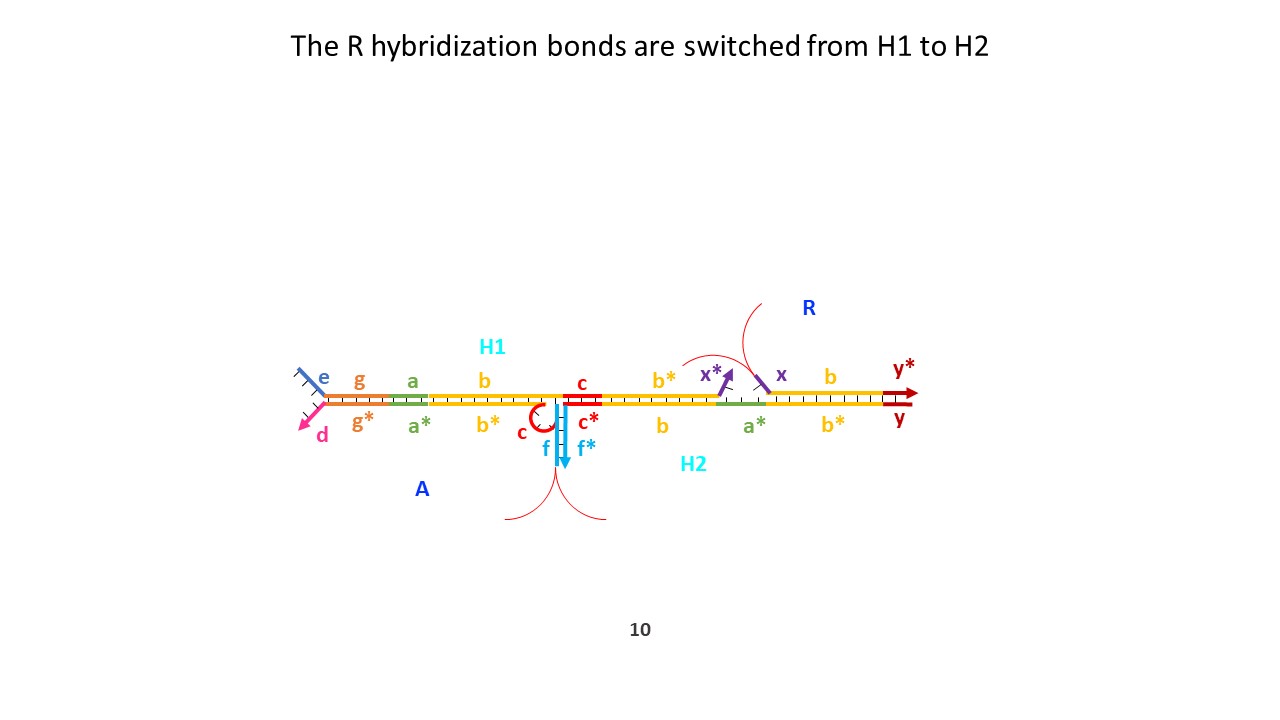 The R hybridization bonds are switched from H1 to H2
R
H1
e g a b c b* x* x b y*
d g* a* b* c f c* f* b a* b* y
H2
A
10